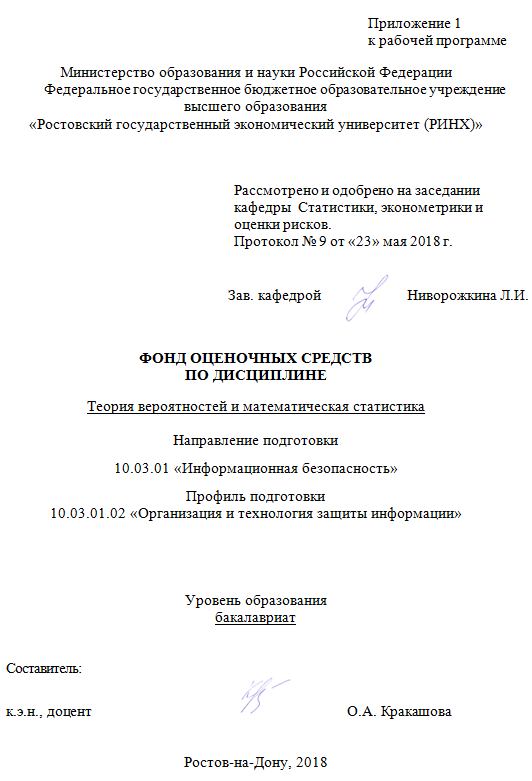 Приложение 1
к рабочей программе
Министерство образования и науки Российской Федерации
Федеральное государственное бюджетное образовательное учреждение
высшего образования
«Ростовский государственный экономический университет (РИНХ)»
Рассмотрено и одобрено на заседании
кафедры Статистики, эконометрики и
оценки рисков.
Протокол № 9 от «23» мая 2018 г.
Зав. кафедрой Ниворожкина Л.И.
ФОНД ОЦЕНОЧНЫХ СРЕДСТВ
ПО ДИСЦИПЛИНЕ
Теория вероятностей и математическая статистика
Направление подготовки
10.03.01 «Информационная безопасность»
Профиль подготовки
10.03.01.02 «Организация и технология защиты информации»
Уровень образования
бакалавриат
Составитель:
к.э.н., доцент О.А. Кракашова
Ростов-на-Дону, 2018